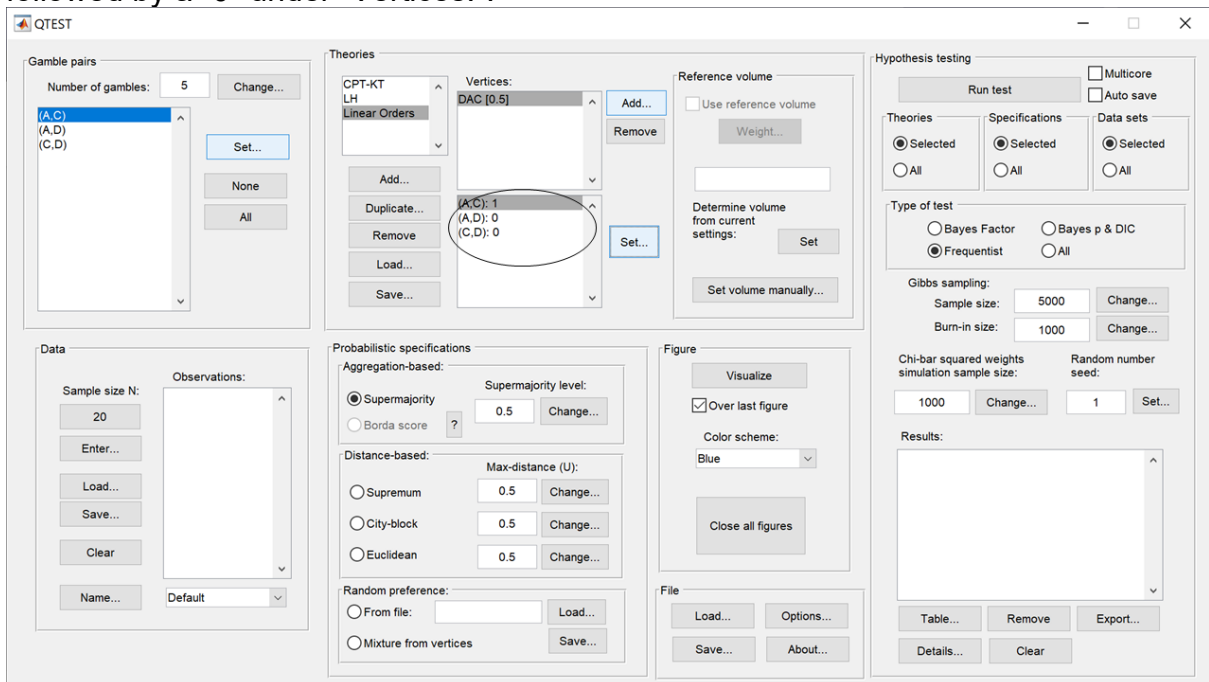 followed by a "0" under "Vertices:".
QTEST
Gamble pairs
Number of gambles: 5 Change...
(A,C)
(A,D)
(C,D)
Set...
None
All
Theories
CPT-KT
LH
Linear Orders
Add...
Duplicate...
Remove
Load...
Save...
Vertices:
DAC [0.5]
Add...
Remove
(A,C): 1
(A,D): 0
(C,D): 0
Set...
Reference volume
Use reference volume
Weight...
Determine volume
from current
settings:
Set
Set volume manually...
Hypothesis testing
Run test
Multicore
Auto save
Theories
Selected
All
Specifications
Selected
All
Data sets
Selected
All
Type of test
Bayes Factor Bayes p & DIC
Frequentist All
Gibbs sampling:
Sample size: 5000 Change...
Burn-in size: 1000 Change...
Chi-bar squared weights
simulation sample size:
1000 Change...
Random number
seed:
1 Set...
Results:
Table... Remove Export...
Details... Clear
Data
Sample size N:
20
Enter...
Load...
Save...
Clear
Name... Default
Observations:
Probabilistic specifications
Aggregation-based:
Supermajority
Borda score ?
Supermajority level:
0.5 Change...
Distance-based:
Max-distance (U):
Supremum 0.5 Change...
City-block 0.5 Change...
Euclidean 0.5 Change...
Random preference:
From file: Load...
Mixture from vertices Save...
Figure
Visualize
Over last figure
Color scheme:
Blue
Close all figures
File
Load... Options...
Save... About...